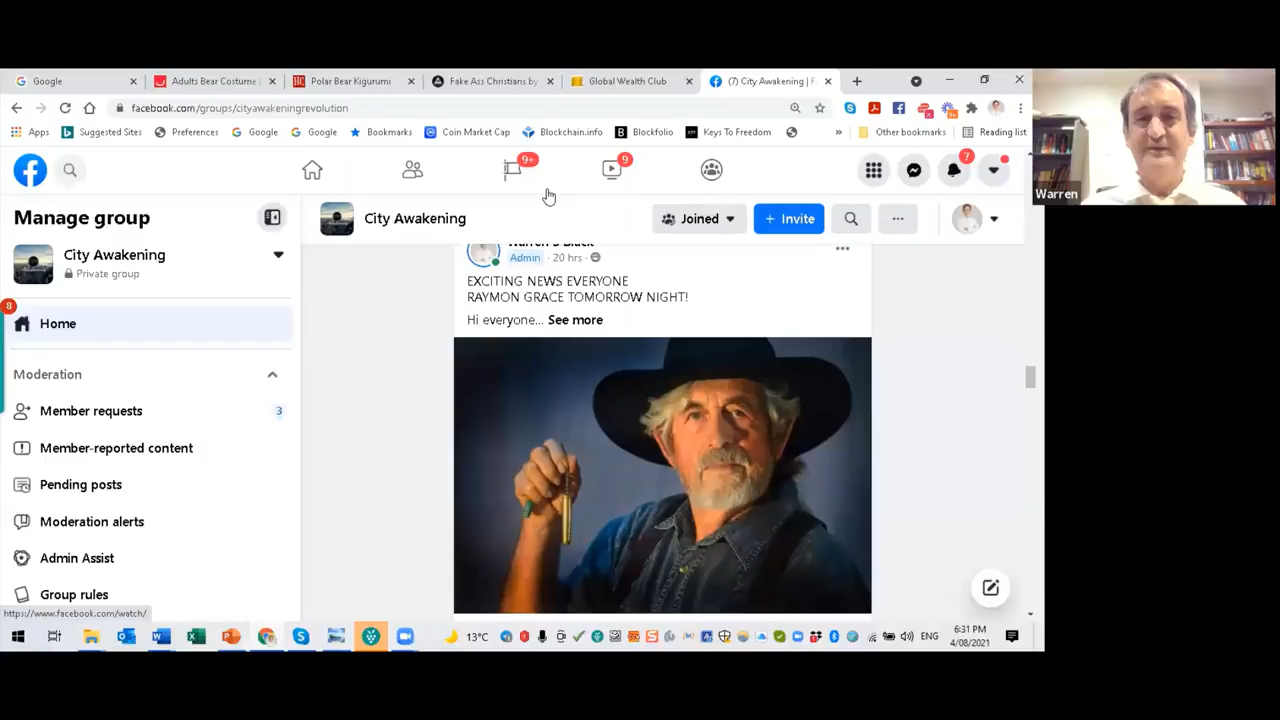 Google
Adults Bear Costume
Polar Bear Kigurumi
Fake Ass Christians by
Global Wealth Club
(7) City Awakening | F
facebook.com/groups/cityawakeningrevolution
Apps
Suggested Sites
Preferences
Google
Google
Bookmarks
Coin Market Cap
Blockchain.info
Blockfolio
Keys To Freedom
»
Other bookmarks
Reading list
9+
9
7
Warren
Manage group
City Awakening
Joined
+ Invite
City Awakening
Private group
Warren D Black
Admin · 20 hrs ·
EXCITING NEWS EVERYONE
RAYMON GRACE TOMORROW NIGHT!
Hi everyone... See more
8
Home
Moderation
Member requests
3
Member-reported content
Pending posts
Moderation alerts
Admin Assist
Group rules
https://www.facebook.com/watch/
13°C
ENG
6:31 PM
4/08/2021